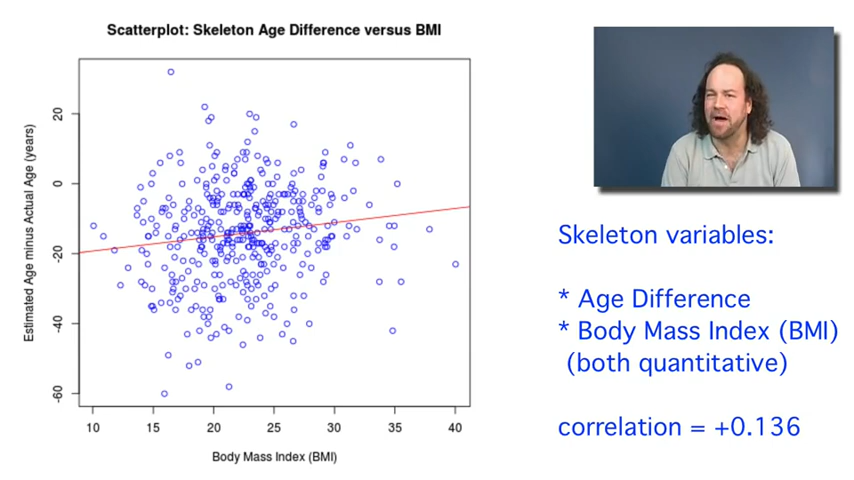 Scatterplot: Skeleton Age Difference versus BMI
Estimated Age minus Actual Age (years)
20
0
-20
-40
-60
10 15 20 25 30 35 40
Body Mass Index (BMI)
Skeleton variables:
* Age Difference
* Body Mass Index (BMI)
(both quantitative)
correlation = +0.136